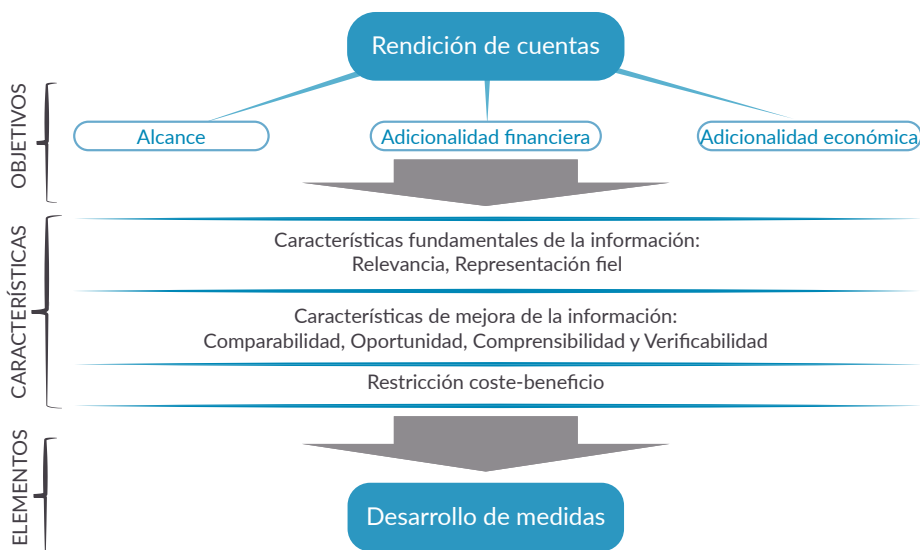 Rendición de cuentas
OBJETIVOS
Alcance
Adicionalidad financiera
Adicionalidad económica
CARACTERÍSTICAS
Características fundamentales de la información:
Relevancia, Representación fiel
Características de mejora de la información:
Comparabilidad, Oportunidad, Comprensibilidad y Verificabilidad
Restricción coste-beneficio
ELEMENTOS
Desarrollo de medidas